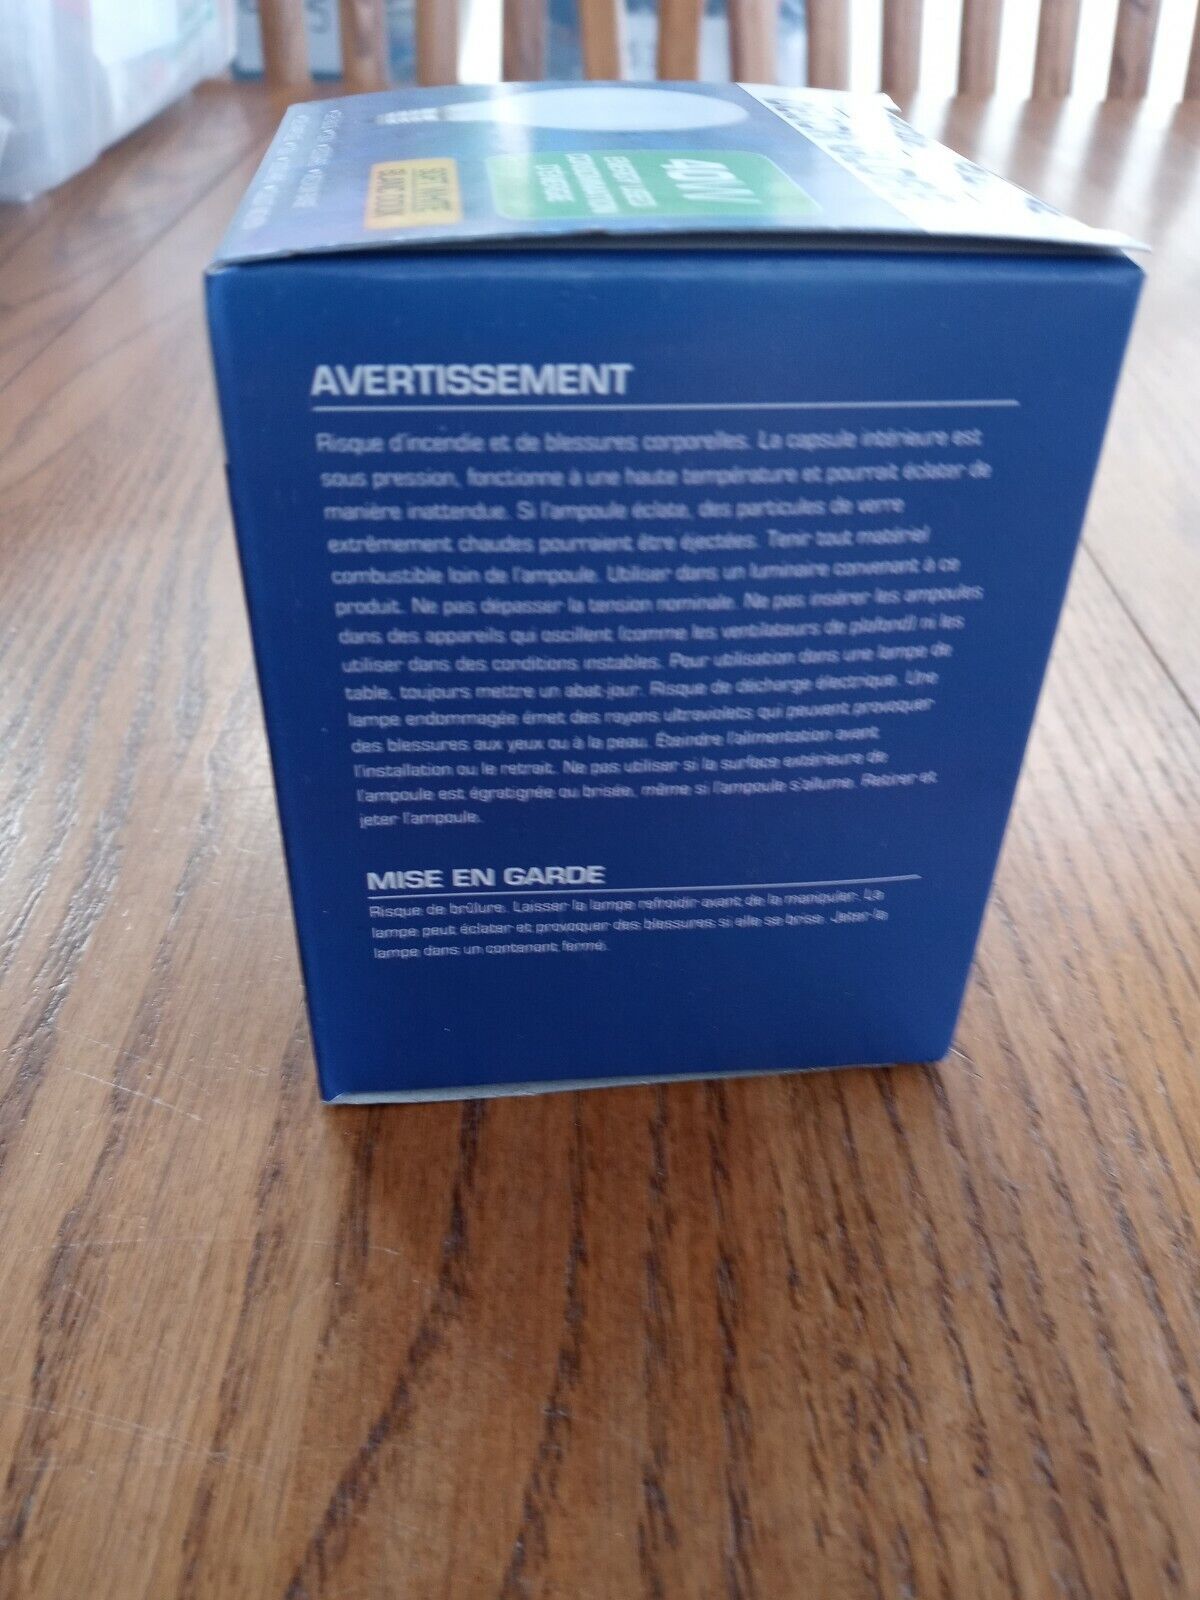 40W
ENERGY USED
CONSOMMATION
D'ÉNERGIE
SOFT WHITE
BLANC DOUX
AVERTISSEMENT
Risque d'incendie et de blessures corporelles. La capsule intérieure est
sous pression, fonctionne à une haute température et pourrait éclater de
manière inattendue. Si l'ampoule éclate, des particules de verre
extrêmement chaudes pourraient être éjectées. Tenir tout matériel
combustible loin de l'ampoule. Utiliser dans un luminaire convenant à ce
produit. Ne pas dépasser la tension nominale. Ne pas insérer les ampoules
dans des appareils qui oscillent (comme les ventilateurs de plafond) ni les
utiliser dans des conditions instables. Pour utilisation dans une lampe de
table, toujours mettre un abat-jour. Risque de décharge électrique. Une
lampe endommagée émet des rayons ultraviolets qui peuvent provoquer
des blessures aux yeux ou à la peau. Éteindre l'alimentation avant
l'installation ou le retrait. Ne pas utiliser si la surface extérieure de
l'ampoule est égratignée ou brisée, même si l'ampoule s'allume. Retirer et
jeter l'ampoule.
MISE EN GARDE
Risque de brûlure. Laisser la lampe refroidir avant de la manipuler. La
lampe peut éclater et provoquer des blessures si elle se brise. Jeter la
lampe dans un contenant fermé.